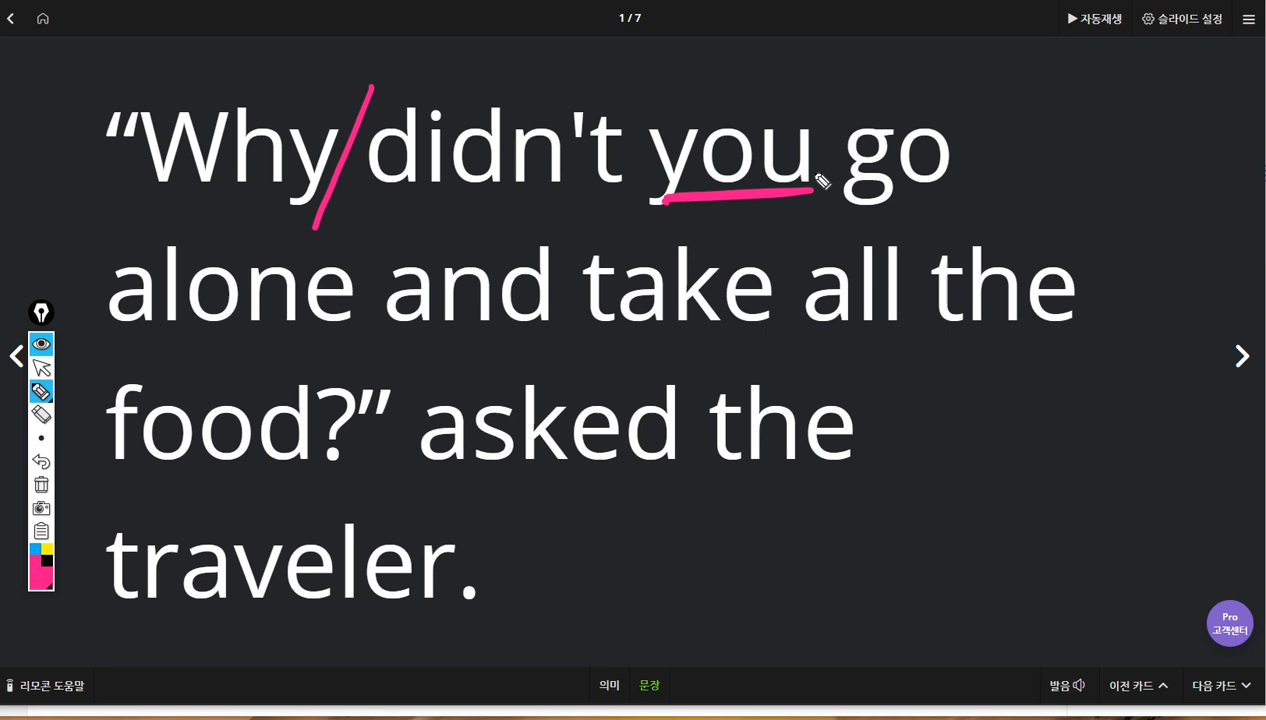 1 / 7
자동재생
슬라이드 설정
“Why didn't you go
alone and take all the
food?” asked the
traveler.
Pro
고객센터
리모콘 도움말
의미
문장
발음
이전 카드
다음 카드